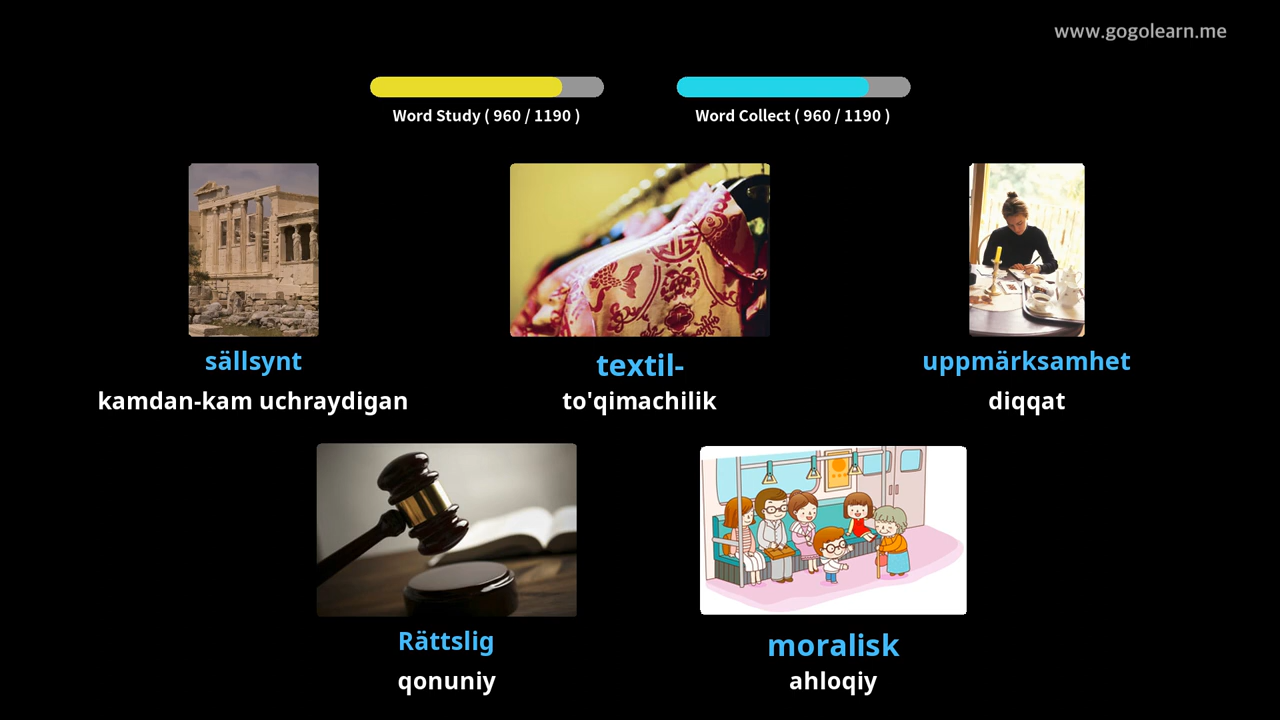 www.gogolearn.me
Word Study ( 960 / 1190 )
Word Collect ( 960 / 1190 )
sällsynt
kamdan-kam uchraydigan
textil-
to'qimachilik
uppmärksamhet
diqqat
Rättslig
qonuniy
moralisk
ahloqiy